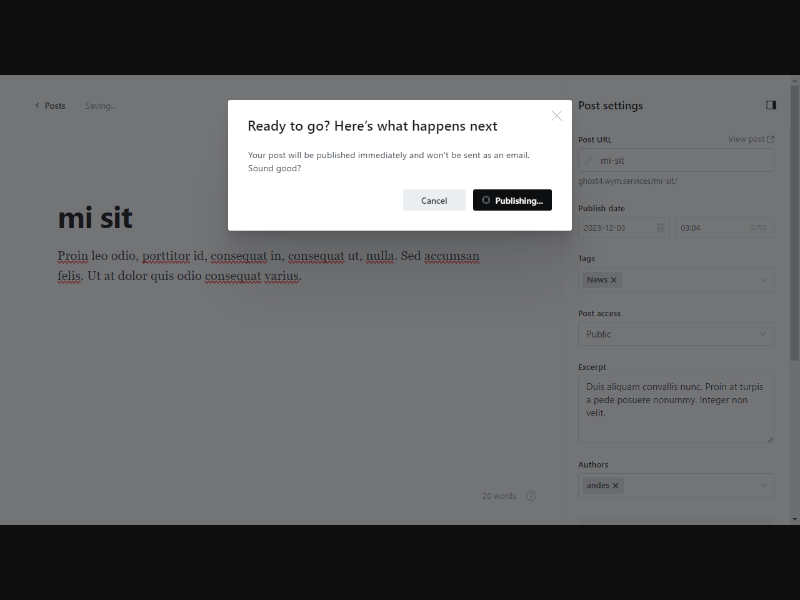 Posts
Saving...
Ready to go? Here's what happens next
Your post will be published immediately and won't be sent as an email.
Sound good?
Cancel
Publishing...
mi sit
Proin leo odio, porttitor id, consequat in, consequat ut, nulla. Sed accumsan
felis. Ut at dolor quis odio consequat varius.
20 words
Post settings
Post URL
View post
mi-sit
ghost4.wym.services/mi-sit/
Publish date
2023-12-03
03:04
UTC
Tags
News
Post access
Public
Excerpt
Duis aliquam convallis nunc. Proin at turpis
a pede posuere nonummy. Integer non
velit.
Authors
andes